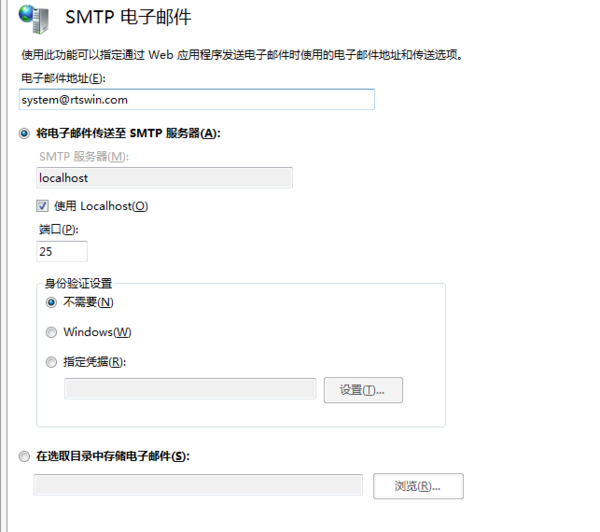 SMTP 电子邮件
使用此功能可以指定通过 Web 应用程序发送电子邮件时使用的电子邮件地址和传送选项。
电子邮件地址(E):
system@rtswin.com
将电子邮件传送至 SMTP 服务器(A):
SMTP 服务器(M):
localhost
使用 Localhost(O)
端口(P):
25
身份验证设置
不需要(N)
Windows(W)
指定凭据(R):
设置(T)...
在选取目录中存储电子邮件(S):
浏览(R)...